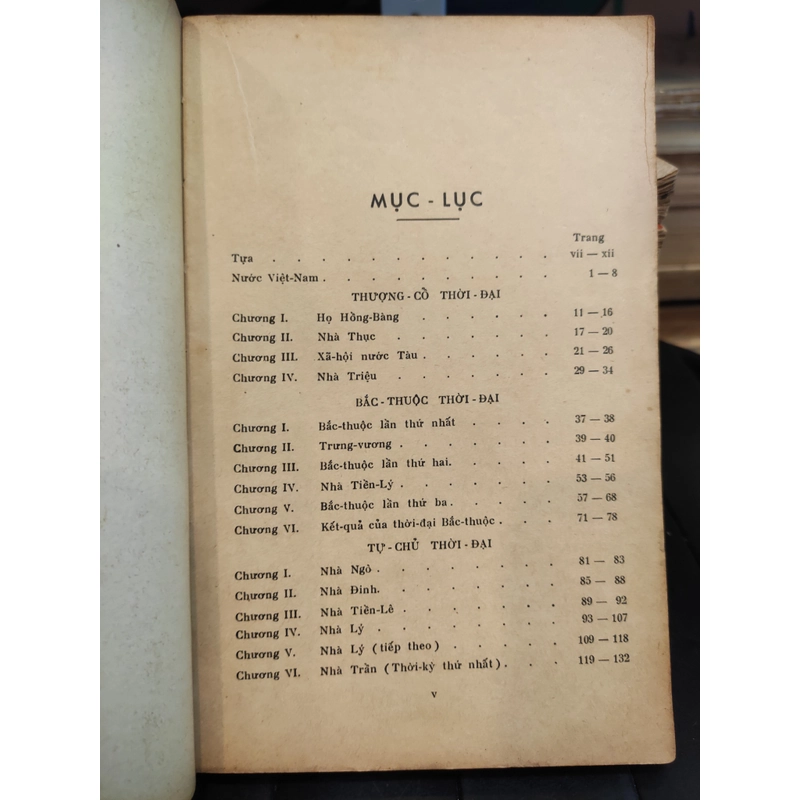 MỤC - LỤC
Trang
Tựa . . . . . . . . . . . . . vii — xii
Nước Việt-Nam . . . . . . . . . . . 1 — 8
THƯỢNG - CỔ THỜI - ĐẠI
Chương I. Họ Hồng-Bàng . . . . . . 11 — 16
Chương II. Nhà Thục . . . . . . . 17 — 20
Chương III. Xã-hội nước Tàu . . . . . . 21 — 26
Chương IV. Nhà Triệu . . . . . . . 29 — 34
BẮC - THUỘC THỜI - ĐẠI
Chương I. Bắc-thuộc lần thứ nhất . . . . 37 — 38
Chương II. Trưng-vương . . . . . . . 39 — 40
Chương III. Bắc-thuộc lần thứ hai . . . . . 41 — 51
Chương IV. Nhà Tiền-Lý . . . . . . . 53 — 56
Chương V. Bắc-thuộc lần thứ ba . . . . . 57 — 68
Chương VI. Kết-quả của thời-đại Bắc-thuộc . . . 71 — 78
TỰ - CHỦ THỜI - ĐẠI
Chương I. Nhà Ngô . . . . . . . . 81 — 83
Chương II. Nhà Đinh . . . . . . . . 85 — 88
Chương III. Nhà Tiền-Lê . . . . . . . 89 — 92
Chương IV. Nhà Lý . . . . . . . . 93 — 107
Chương V. Nhà Lý ( tiếp theo ) . . . . . 109 — 118
Chương VI. Nhà Trần ( Thời-kỳ thứ nhất ) . . . 119 — 132
v